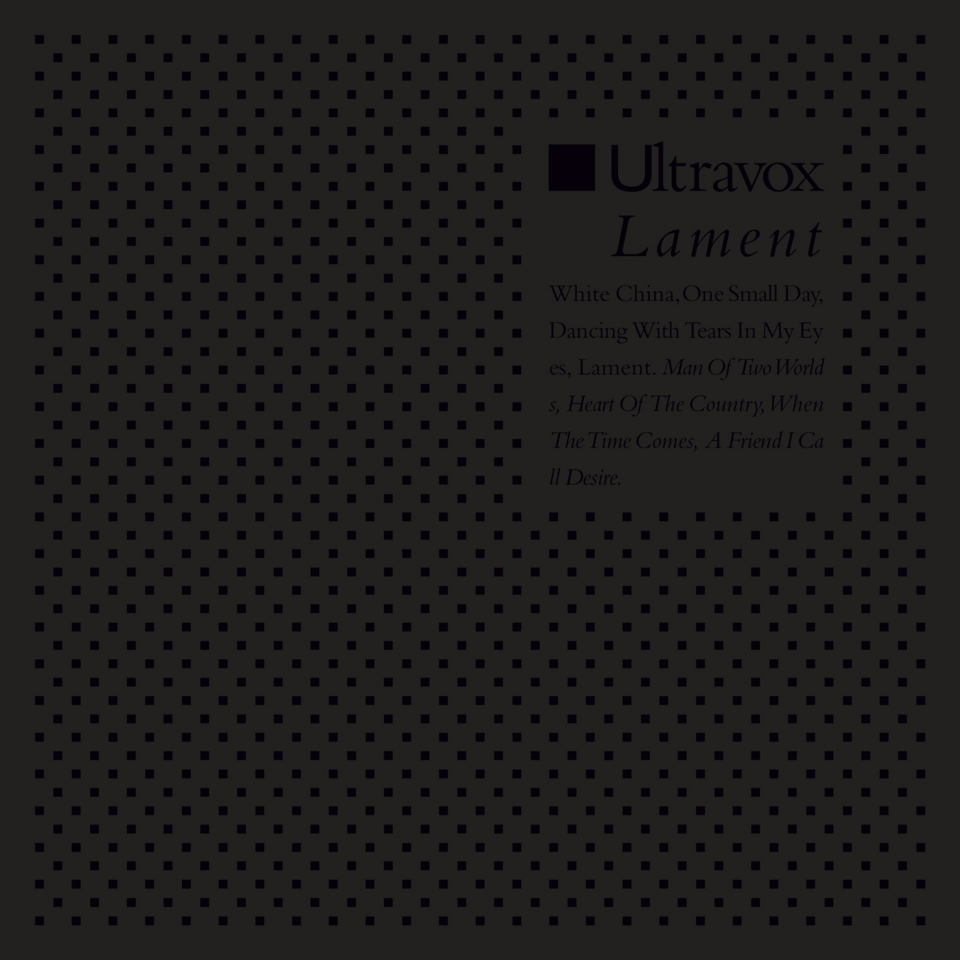 Ultravox
Lament
White China, One Small Day,
Dancing With Tears In My Ey
es, Lament. Man Of Two World
s, Heart Of The Country, When
The Time Comes, A Friend I Ca
ll Desire.